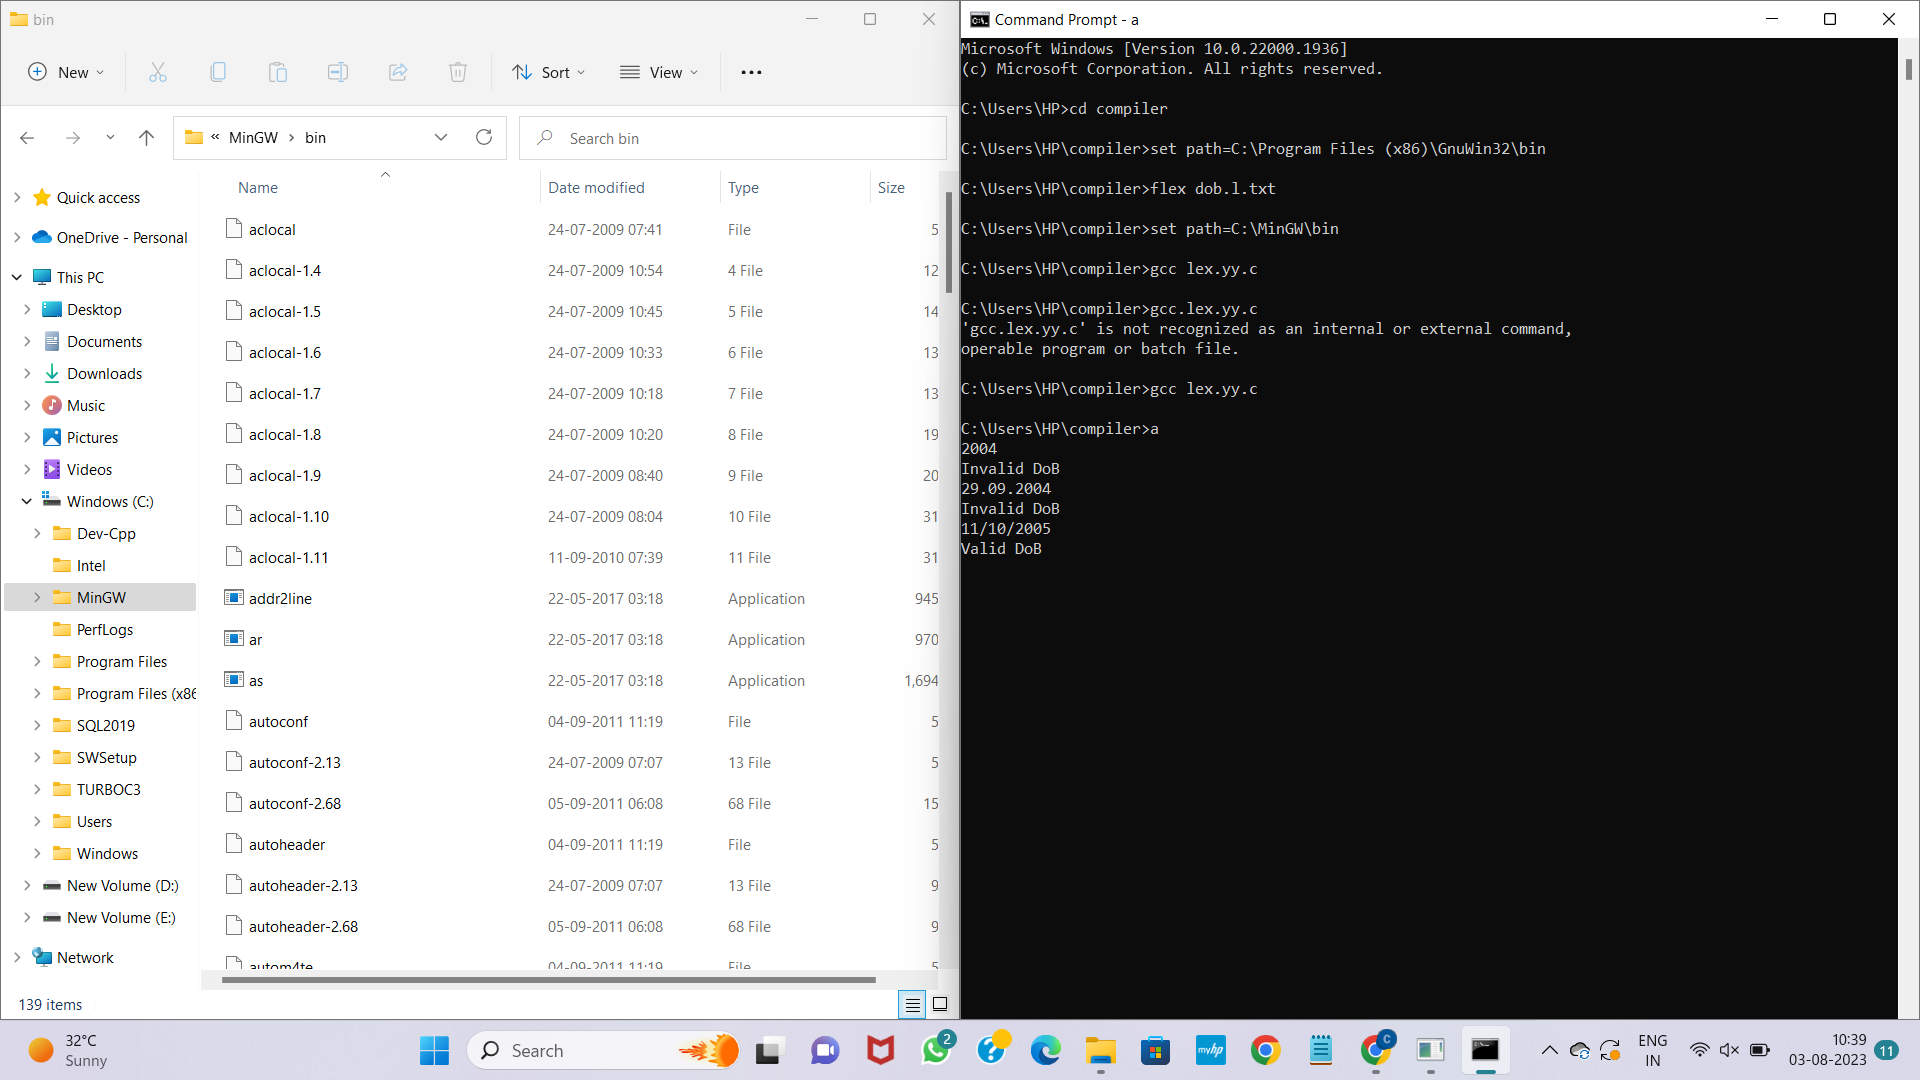 bin
New
Sort
View
« MinGW > bin
Search bin
Quick access
OneDrive - Personal
This PC
Desktop
Documents
Downloads
Music
Pictures
Videos
Windows (C:)
Dev-Cpp
Intel
MinGW
PerfLogs
Program Files
Program Files (x86
SQL2019
SWSetup
TURBOC3
Users
Windows
New Volume (D:)
New Volume (E:)
Network
Name Date modified Type Size
aclocal 24-07-2009 07:41 File 5
aclocal-1.4 24-07-2009 10:54 4 File 12
aclocal-1.5 24-07-2009 10:45 5 File 14
aclocal-1.6 24-07-2009 10:33 6 File 13
aclocal-1.7 24-07-2009 10:18 7 File 13
aclocal-1.8 24-07-2009 10:20 8 File 19
aclocal-1.9 24-07-2009 08:40 9 File 20
aclocal-1.10 24-07-2009 08:04 10 File 31
aclocal-1.11 11-09-2010 07:39 11 File 31
addr2line 22-05-2017 03:18 Application 945
ar 22-05-2017 03:18 Application 970
as 22-05-2017 03:18 Application 1,694
autoconf 04-09-2011 11:19 File 5
autoconf-2.13 24-07-2009 07:07 13 File 5
autoconf-2.68 05-09-2011 06:08 68 File 15
autoheader 04-09-2011 11:19 File 5
autoheader-2.13 24-07-2009 07:07 13 File 9
autoheader-2.68 05-09-2011 06:08 68 File 9
autom4te 04-09-2011 11:19 File 5
139 items
Command Prompt - a
Microsoft Windows [Version 10.0.22000.1936]
(c) Microsoft Corporation. All rights reserved.
C:\Users\HP>cd compiler
C:\Users\HP\compiler>set path=C:\Program Files (x86)\GnuWin32\bin
C:\Users\HP\compiler>flex dob.l.txt
C:\Users\HP\compiler>set path=C:\MinGW\bin
C:\Users\HP\compiler>gcc lex.yy.c
C:\Users\HP\compiler>gcc.lex.yy.c
'gcc.lex.yy.c' is not recognized as an internal or external command,
operable program or batch file.
C:\Users\HP\compiler>gcc lex.yy.c
C:\Users\HP\compiler>a
2004
Invalid DoB
29.09.2004
Invalid DoB
11/10/2005
Valid DoB
32°C
Sunny
Search
2
myhp
C
ENG
IN
10:39
03-08-2023
11